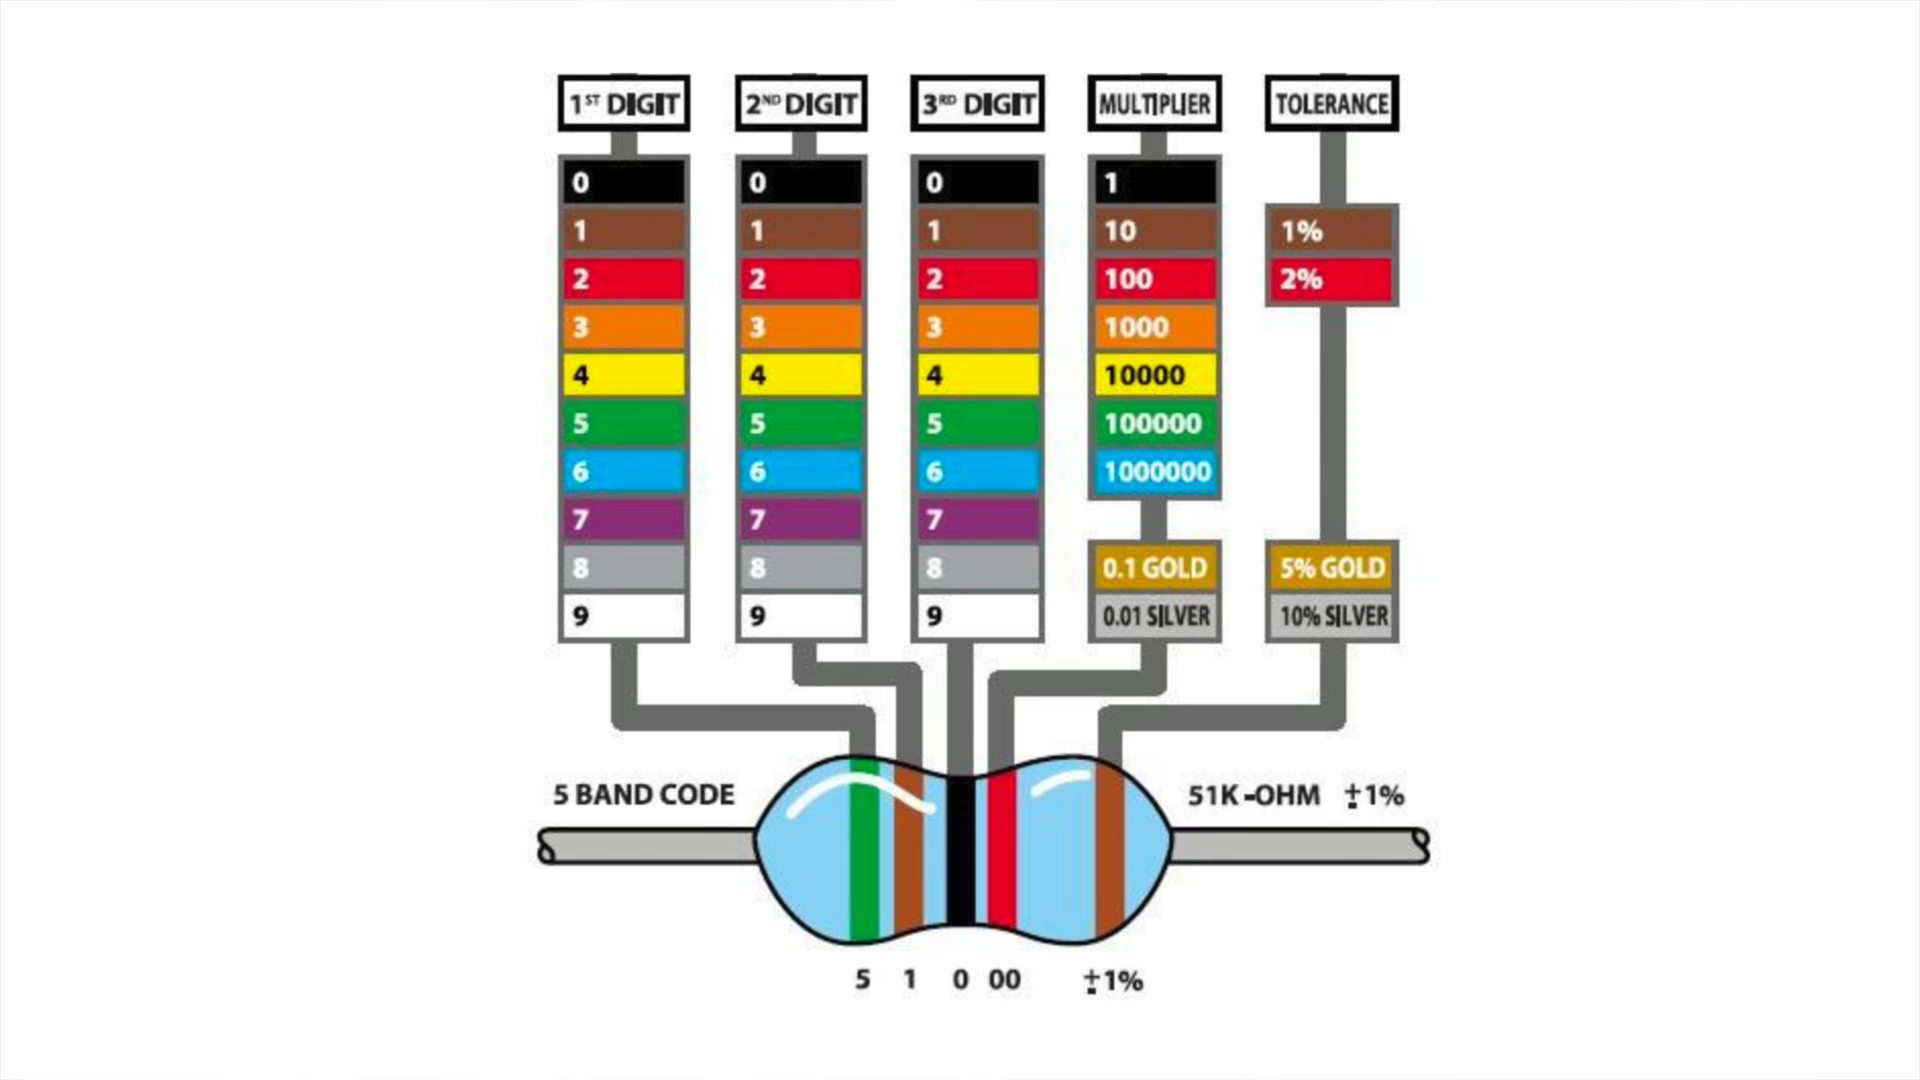 1ST DIGIT 2ND DIGIT 3RD DIGIT MULTIPLIER TOLERANCE
0 0 0 1
1 1 1 10 1%
2 2 2 100 2%
3 3 3 1000
4 4 4 10000
5 5 5 100000
6 6 6 1000000
7 7 7
8 8 8 0.1 GOLD 5% GOLD
9 9 9 0.01 SILVER 10% SILVER
5 BAND CODE 51K-OHM ±1%
5 1 0 00 ±1%